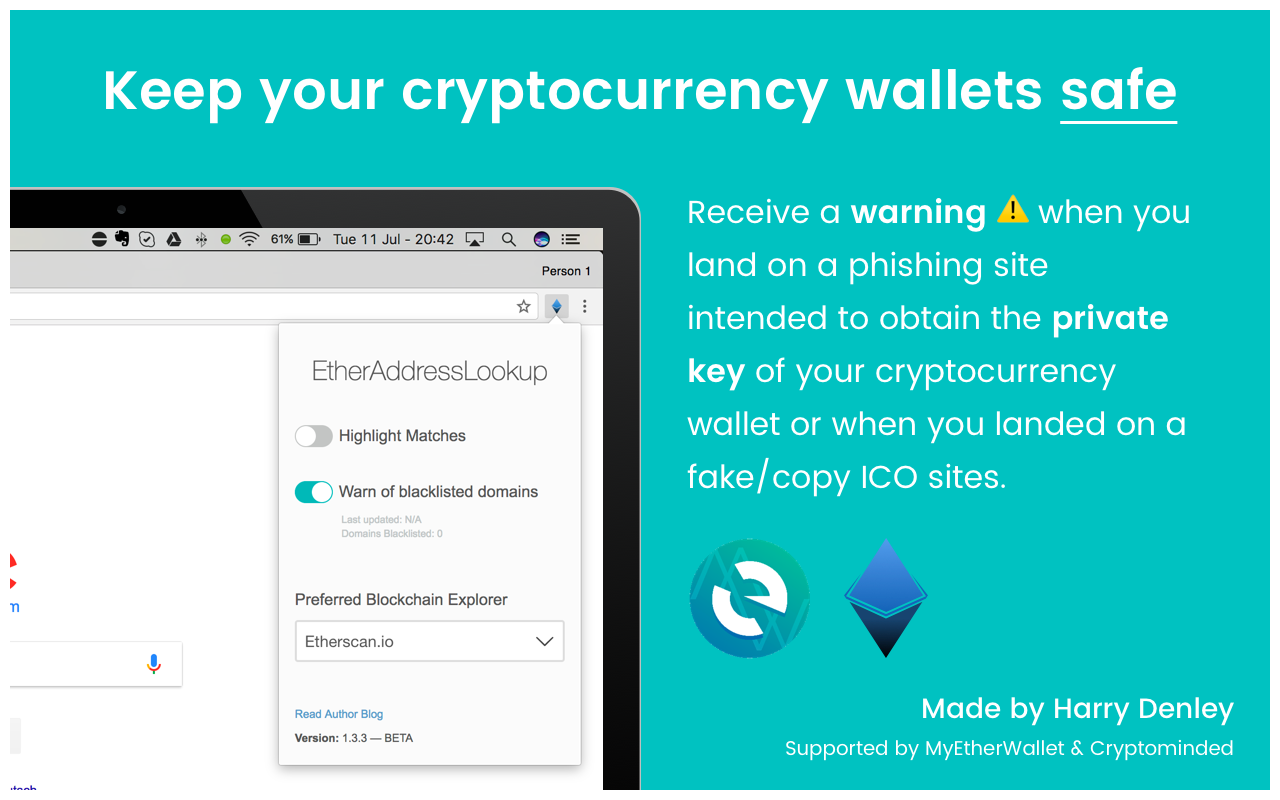 Keep your cryptocurrency wallets safe
61% Tue 11 Jul - 20:42
Person 1
EtherAddressLookup
Highlight Matches
Warn of blacklisted domains
Last updated: N/A
Domains Blacklisted: 0
Preferred Blockchain Explorer
Etherscan.io
Read Author Blog
Version: 1.3.3 — BETA
Receive a warning ⚠️ when you
land on a phishing site
intended to obtain the private
key of your cryptocurrency
wallet or when you landed on a
fake/copy ICO sites.
Made by Harry Denley
Supported by MyEtherWallet & Cryptominded